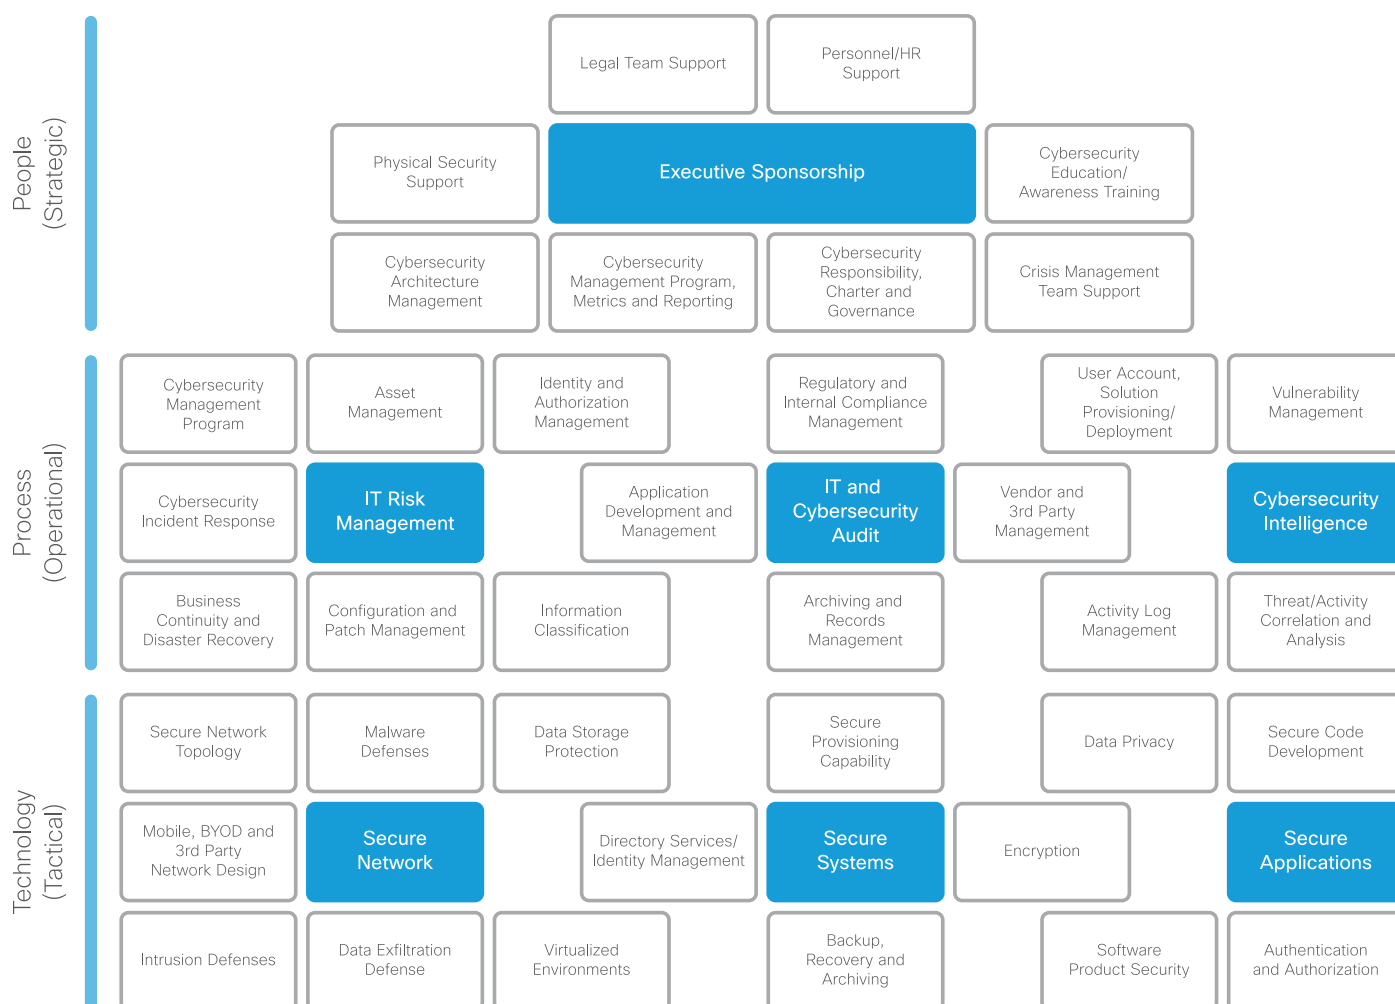 People
(Strategic)
Legal Team Support
Personnel/HR
Support
Physical Security
Support
Executive Sponsorship
Cybersecurity
Education/
Awareness Training
Cybersecurity
Architecture
Management
Cybersecurity
Management Program,
Metrics and Reporting
Cybersecurity
Responsibility,
Charter and
Governance
Crisis Management
Team Support
Process
(Operational)
Cybersecurity
Management
Program
Asset
Management
Identity and
Authorization
Management
Regulatory and
Internal Compliance
Management
User Account,
Solution
Provisioning/
Deployment
Vulnerability
Management
Cybersecurity
Incident Response
IT Risk
Management
Application
Development and
Management
IT and
Cybersecurity
Audit
Vendor and
3rd Party
Management
Cybersecurity
Intelligence
Business
Continuity and
Disaster Recovery
Configuration and
Patch Management
Information
Classification
Archiving and
Records
Management
Activity Log
Management
Threat/Activity
Correlation and
Analysis
Technology
(Tactical)
Secure Network
Topology
Malware
Defenses
Data Storage
Protection
Secure
Provisioning
Capability
Data Privacy
Secure Code
Development
Mobile, BYOD and
3rd Party
Network Design
Secure
Network
Directory Services/
Identity Management
Secure
Systems
Encryption
Secure
Applications
Intrusion Defenses
Data Exfiltration
Defense
Virtualized
Environments
Backup,
Recovery and
Archiving
Software
Product Security
Authentication
and Authorization